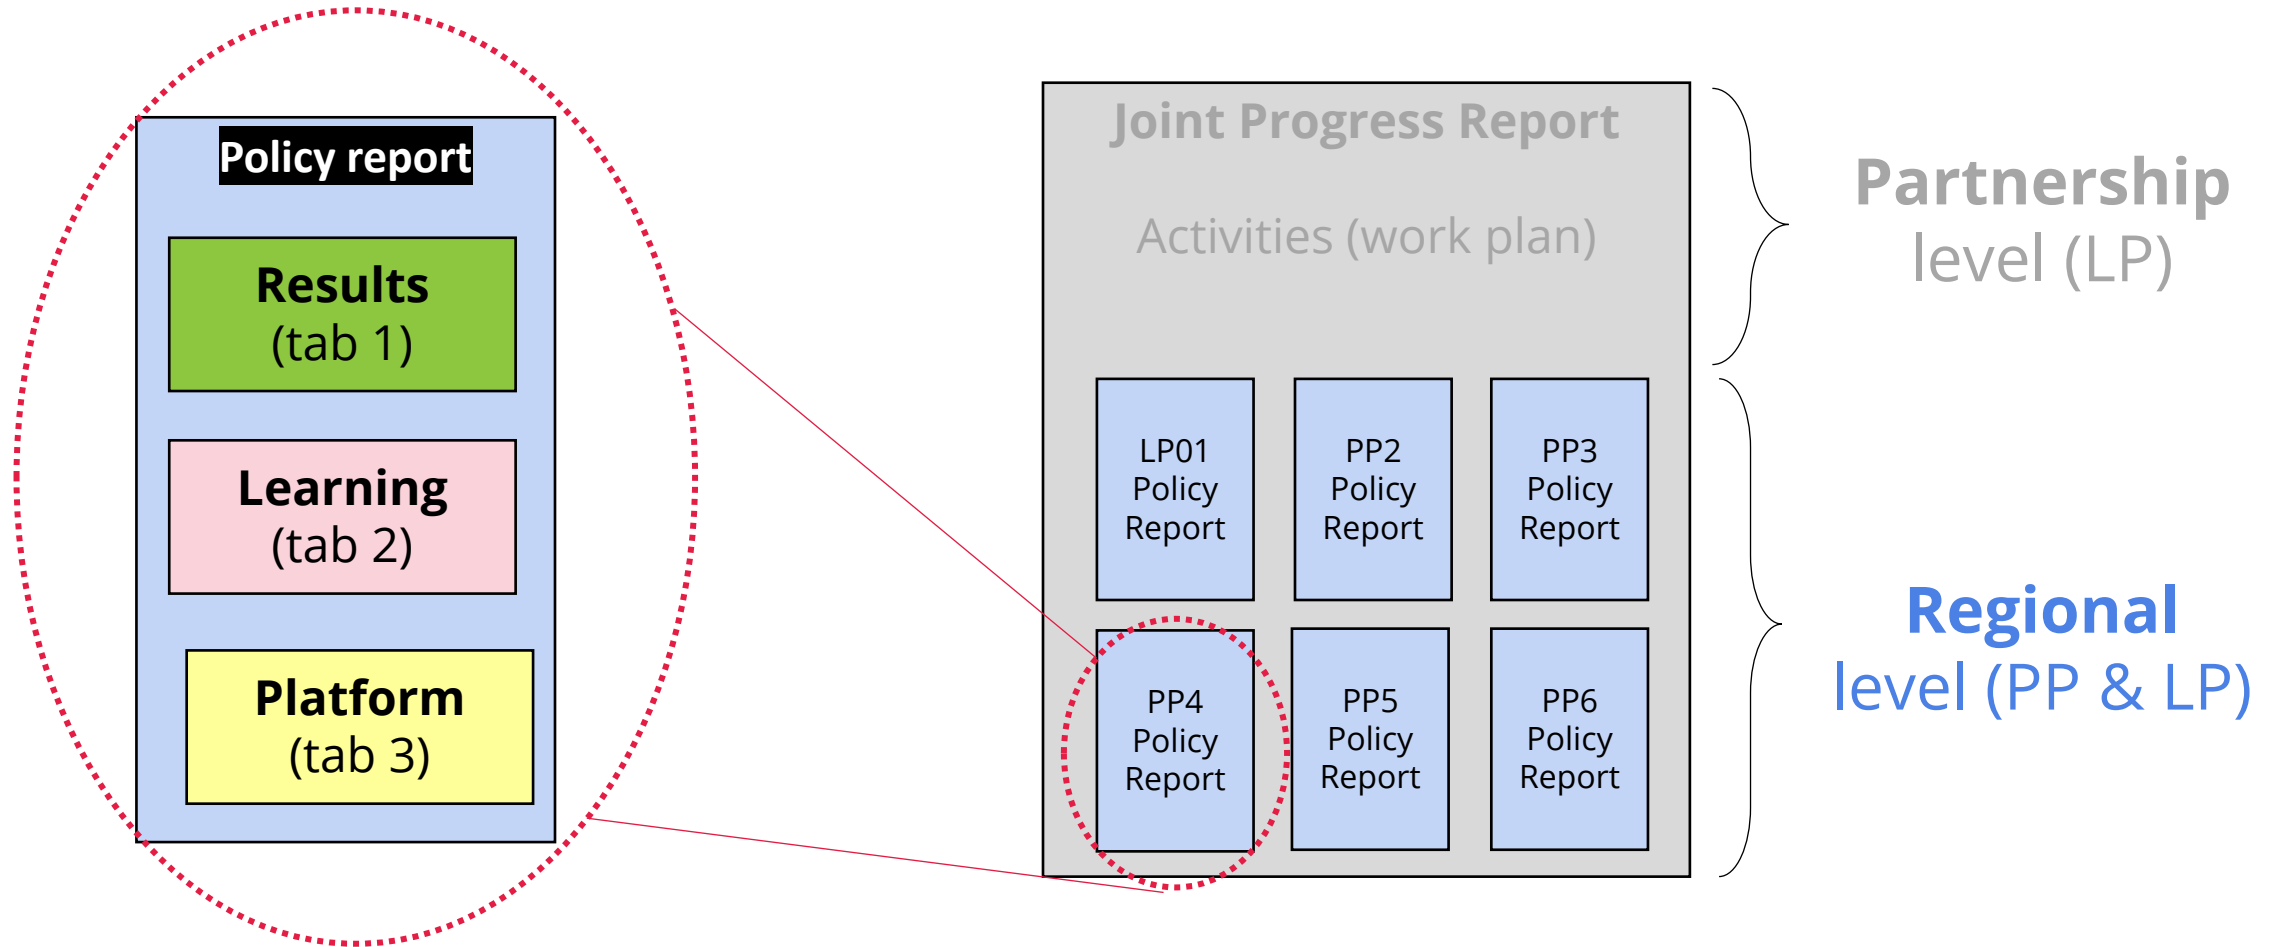 Policy report
Results
(tab 1)
Learning
(tab 2)
Platform
(tab 3)
Joint Progress Report
Activities (work plan)
LP01
Policy
Report
PP2
Policy
Report
PP3
Policy
Report
PP4
Policy
Report
PP5
Policy
Report
PP6
Policy
Report
Partnership
level (LP)
Regional
level (PP & LP)